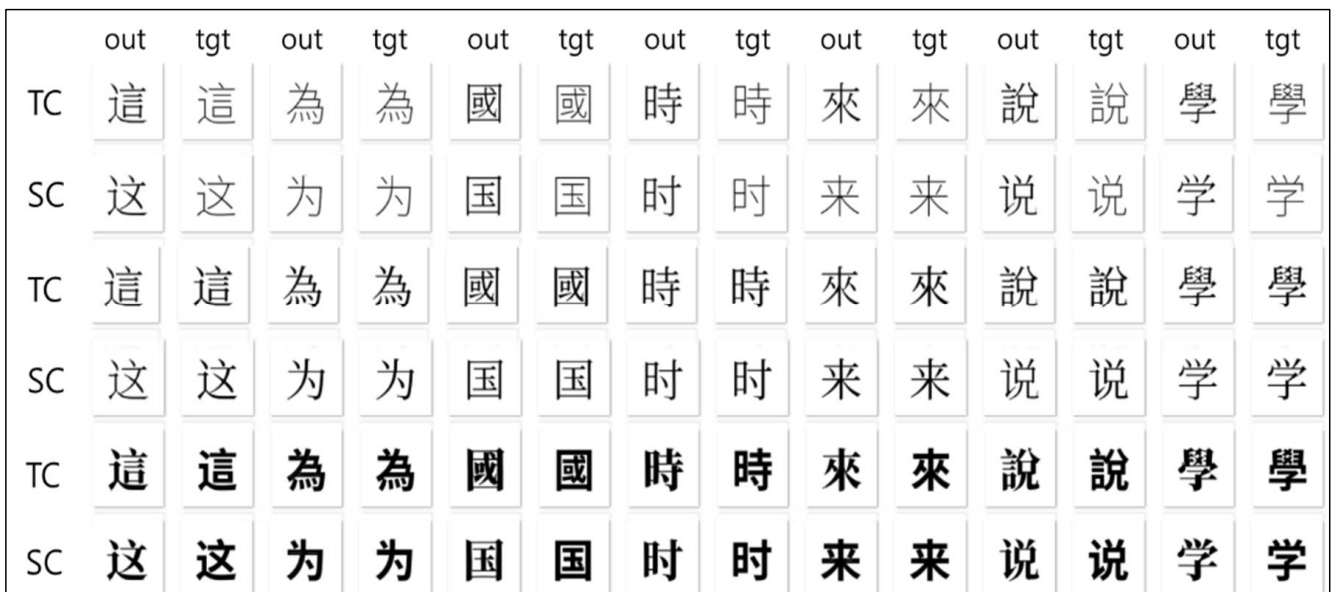 out tgt out tgt out tgt out tgt out tgt out tgt out tgt
TC 這 這 為 為 國 國 時 時 來 來 說 說 學 學
SC 这 这 为 为 国 国 时 时 来 来 说 说 学 学
TC 這 這 為 為 國 國 時 時 來 來 說 說 學 學
SC 这 这 为 为 国 国 时 时 来 来 说 说 学 学
TC 這 這 為 為 國 國 時 時 來 來 說 說 學 學
SC 这 这 为 为 国 国 时 时 来 来 说 说 学 学